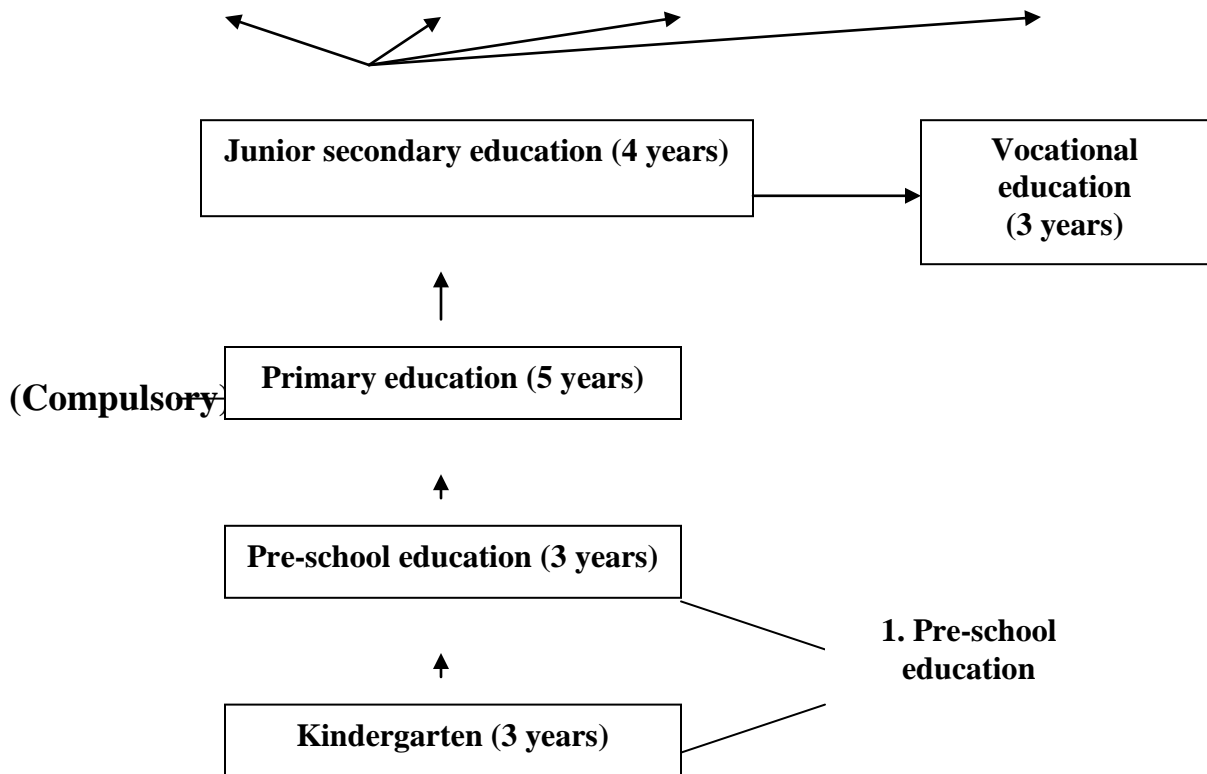 Junior secondary education (4 years)
Vocational
education
(3 years)
Primary education (5 years)
(Compulsory)
Pre-school education (3 years)
1. Pre-school
education
Kindergarten (3 years)